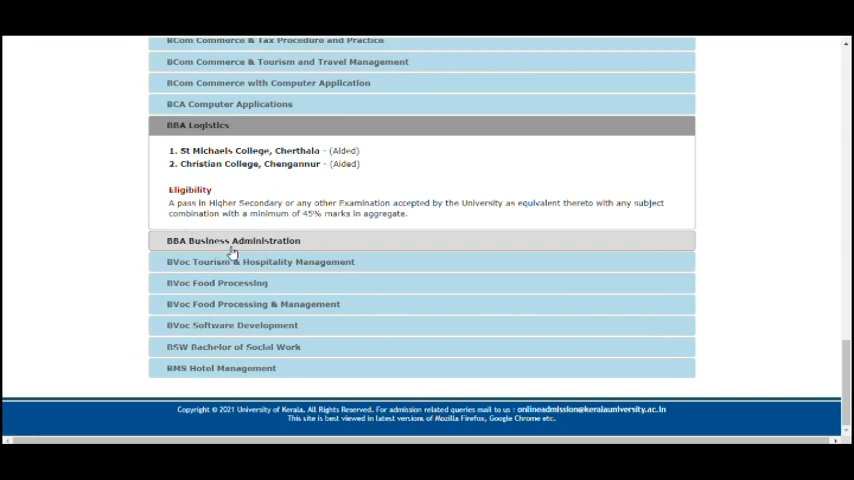 BCom Commerce & Tax Procedure and Practice
BCom Commerce & Tourism and Travel Management
BCom Commerce with Computer Application
BCA Computer Applications
BBA Logistics
1. St Michaels College, Cherthala - (Aided)
2. Christian College, Chengannur - (Aided)
Eligibility
A pass in Higher Secondary or any other Examination accepted by the University as equivalent thereto with any subject
combination with a minimum of 45% marks in aggregate.
BBA Business Administration
BVoc Tourism & Hospitality Management
BVoc Food Processing
BVoc Food Processing & Management
BVoc Software Development
BSW Bachelor of Social Work
BMS Hotel Management
Copyright © 2021 University of Kerala. All Rights Reserved. For admission related queries mail to us : onlineadmission@keralauniversity.ac.in
This site is best viewed in latest versions of Mozilla Firefox, Google Chrome etc.